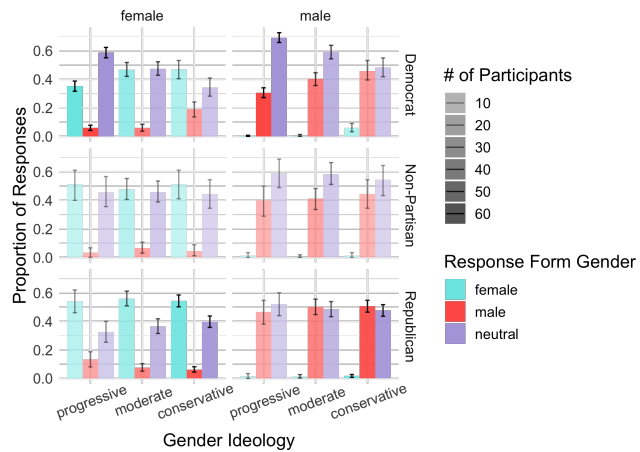 female male
Democrat
0.6
0.4
0.2
0.0
Non-Partisan
0.6
0.4
0.2
0.0
Republican
0.6
0.4
0.2
0.0
Proportion of Responses
progressive moderate conservative progressive moderate conservative
Gender Ideology
# of Participants
10
20
30
40
50
60
Response Form Gender
female
male
neutral